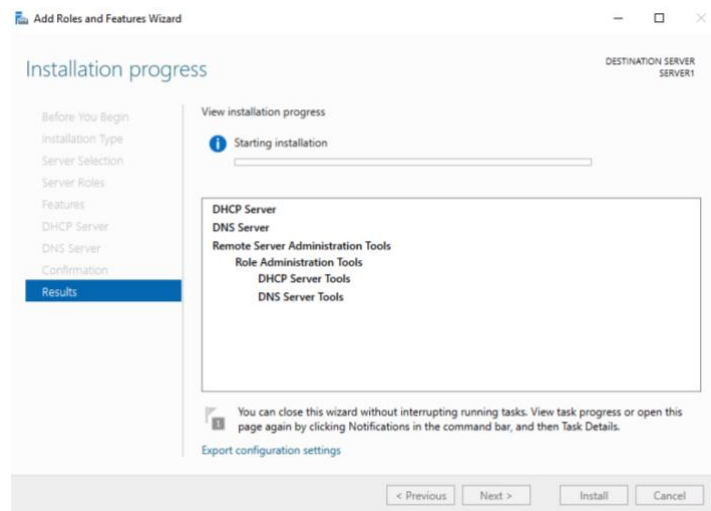 Add Roles and Features Wizard
Installation progress
DESTINATION SERVER
SERVER1
Before You Begin
Installation Type
Server Selection
Server Roles
Features
DHCP Server
DNS Server
Confirmation
Results
View installation progress
Starting installation
DHCP Server
DNS Server
Remote Server Administration Tools
Role Administration Tools
DHCP Server Tools
DNS Server Tools
1
You can close this wizard without interrupting running tasks. View task progress or open this
page again by clicking Notifications in the command bar, and then Task Details.
Export configuration settings
< Previous
Next >
Install
Cancel